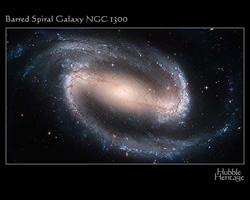 Barred Spiral Galaxy NGC 1300
Hubble
Heritage